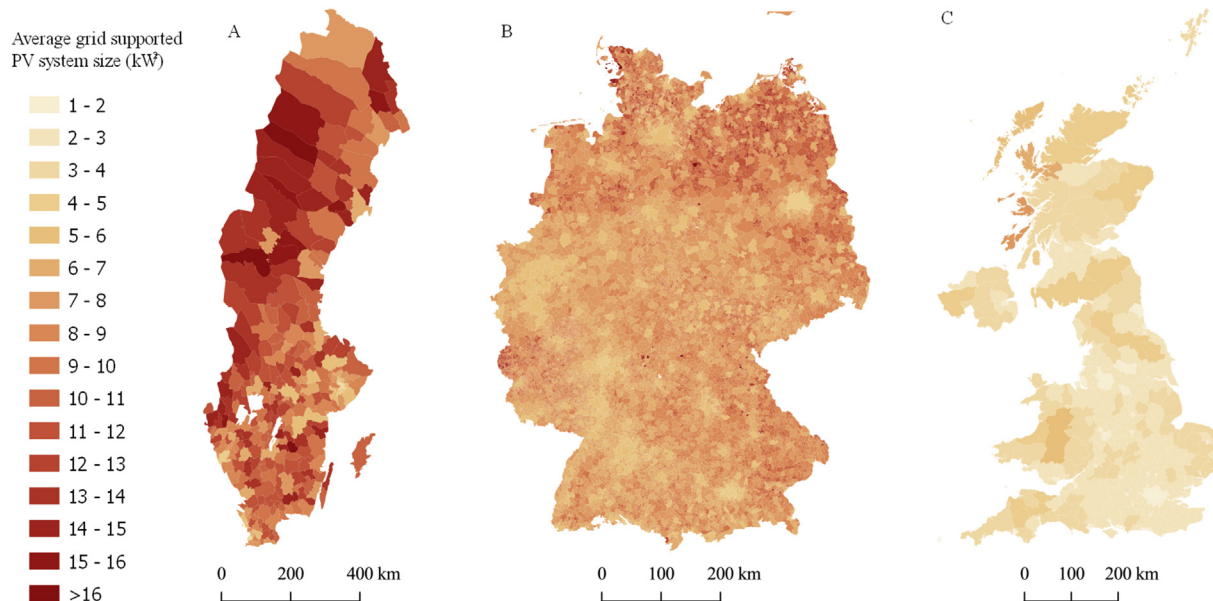 Average grid supported
PV system size (kW²)
1 - 2
2 - 3
3 - 4
4 - 5
5 - 6
6 - 7
7 - 8
8 - 9
9 - 10
10 - 11
11 - 12
12 - 13
13 - 14
14 - 15
15 - 16
>16
A
B
C
0 200 400 km
0 100 200 km
0 100 200 km